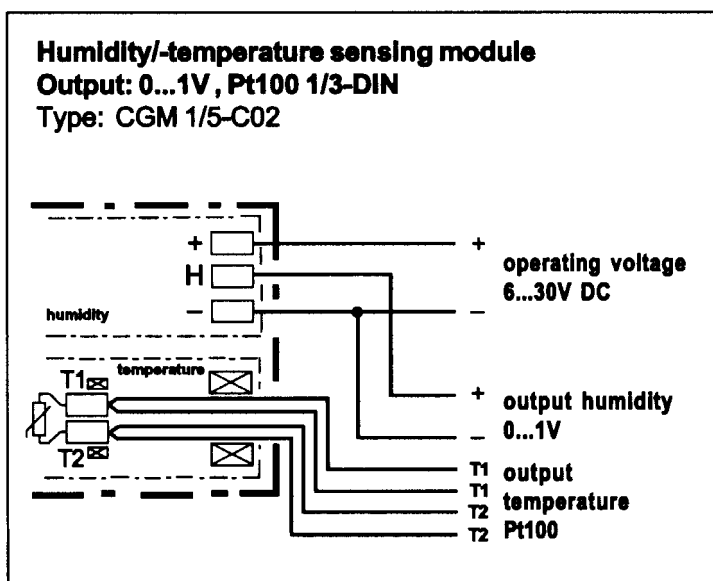 Humidity/-temperature sensing module
Output: 0...1V, Pt100 1/3-DIN
Type: CGM 1/5-C02
+
H
−
humidity
+
operating voltage
6...30V DC
−
T1
temperature
T2
+
output humidity
0...1V
−
T1
T1
T2
T2
output
temperature
Pt100